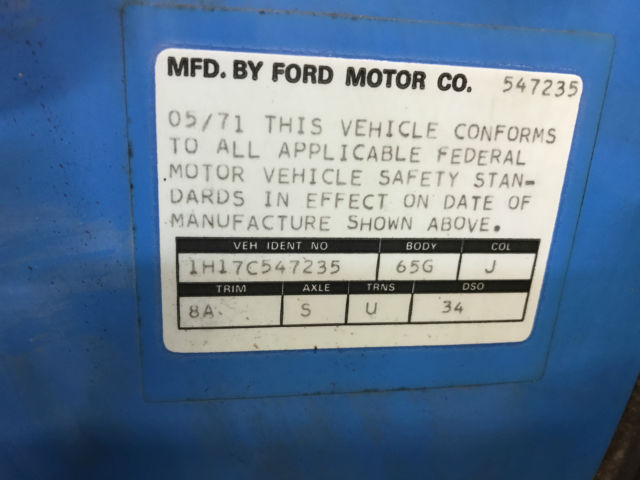 MFD. BY FORD MOTOR CO. 547235
05/71 THIS VEHICLE CONFORMS
TO ALL APPLICABLE FEDERAL
MOTOR VEHICLE SAFETY STAN-
DARDS IN EFFECT ON DATE OF
MANUFACTURE SHOWN ABOVE.
VEH IDENT NO BODY COL
1H17C547235 65G J
TRIM AXLE TRNS DSO
8A S U 34